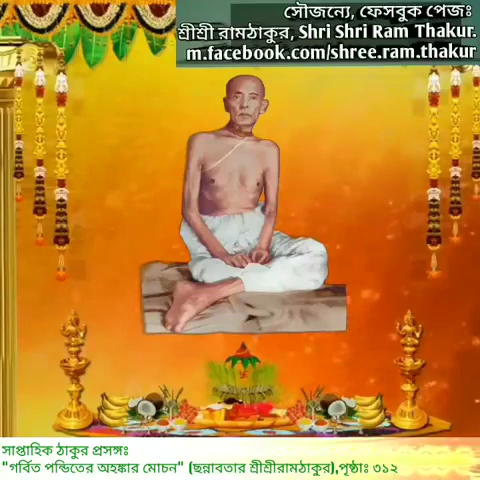 সৌজন্যে, ফেসবুক পেজঃ
শ্রীশ্রী রামঠাকুর, Shri Shri Ram Thakur.
m.facebook.com/shree.ram.thakur
সাপ্তাহিক ঠাকুর প্রসঙ্গঃ
"গর্বিত পন্ডিতের অহঙ্কার মোচন" (ছন্নাবতার শ্রীশ্রীরামঠাকুর),পৃষ্ঠাঃ ৩১২